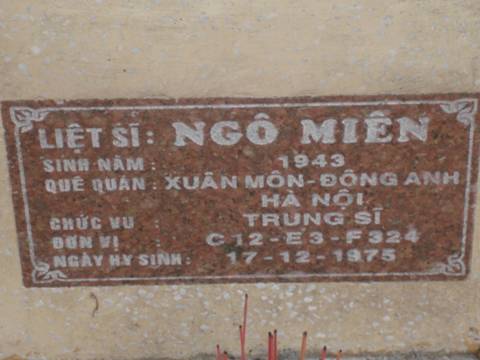 LIỆT SĨ: NGÔ MIÊN
SINH NĂM : 1943
QUÊ QUÁN : XUÂN MÔN-ĐÔNG ANH
HÀ NỘI
CHỨC VỤ : TRUNG SĨ
ĐƠN VỊ : C12-E3-F324
NGÀY HY SINH: 17-12-1975